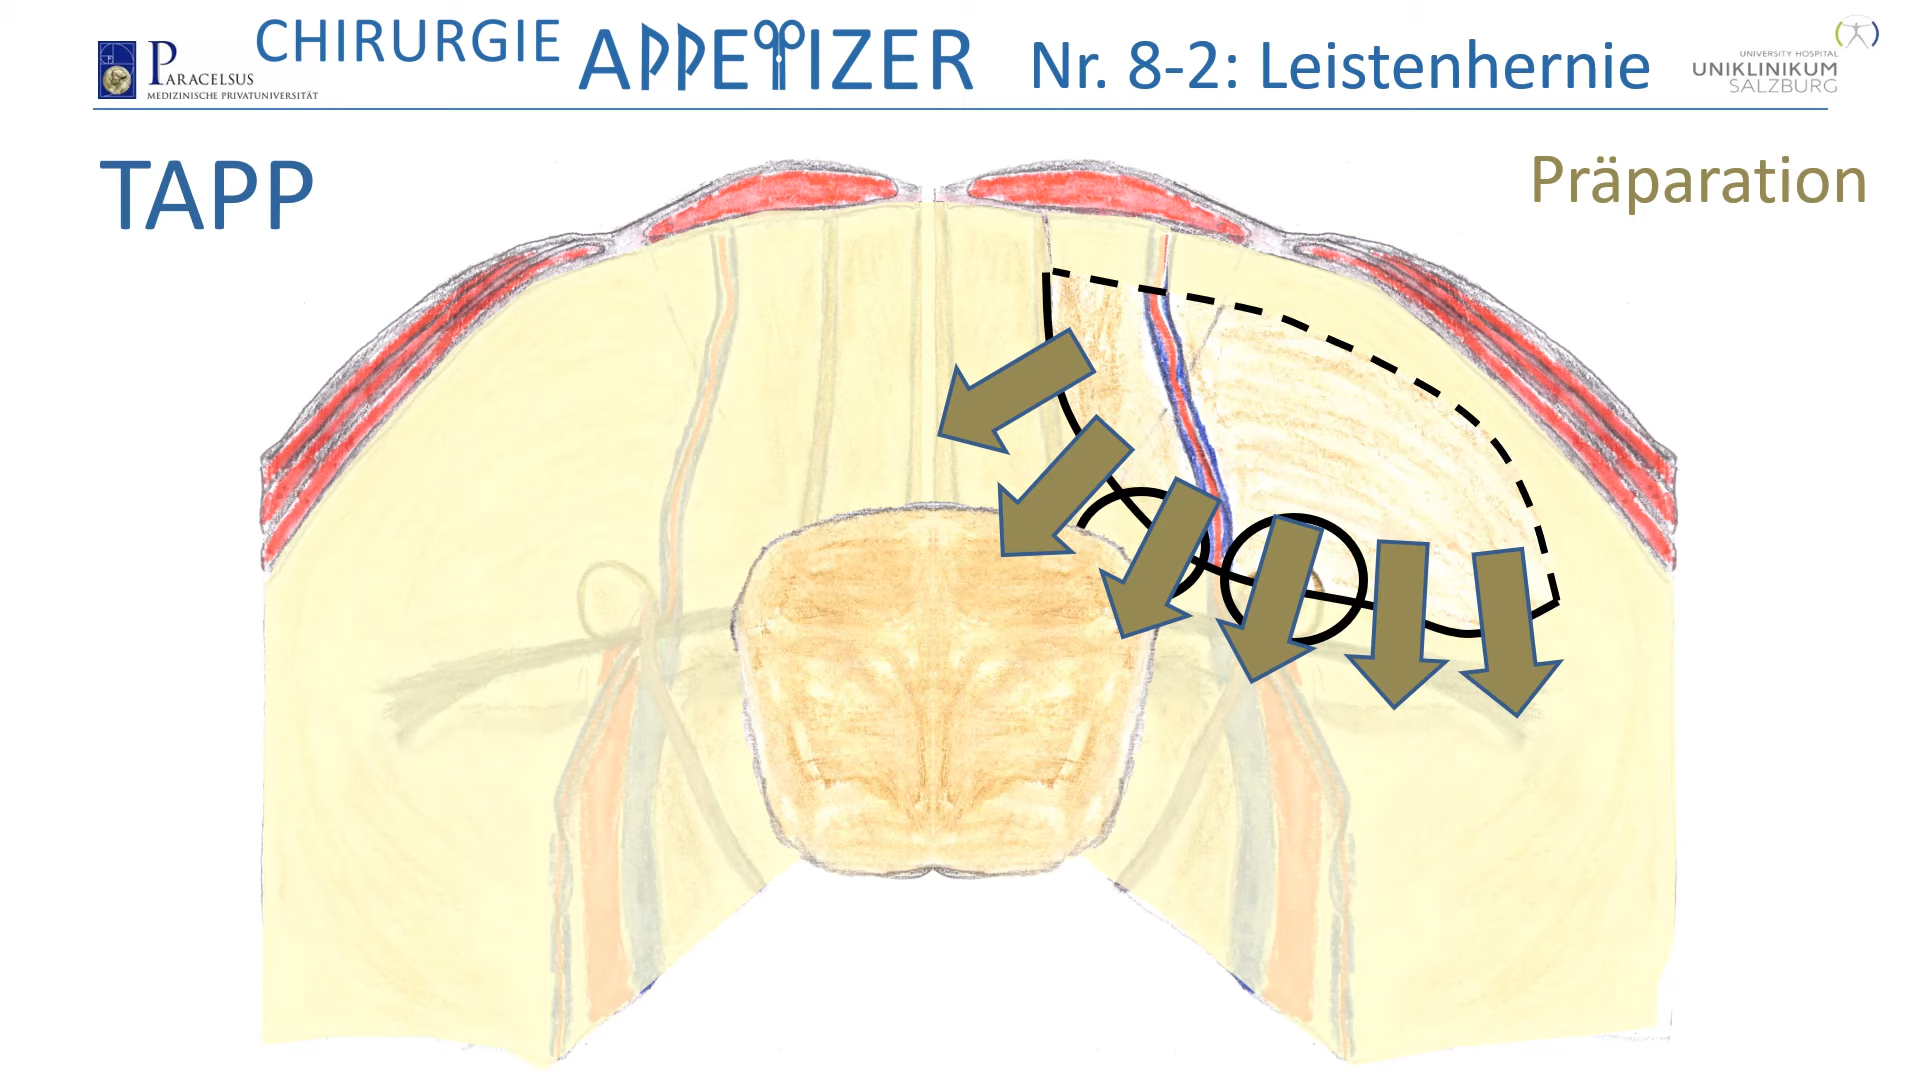 PARACELSUS
MEDIZINISCHE PRIVATUNIVERSITÄT
CHIRURGIE APPETIZER Nr. 8-2: Leistenhernie
UNIVERSITY HOSPITAL
UNIKLINIKUM
SALZBURG
TAPP
Präparation